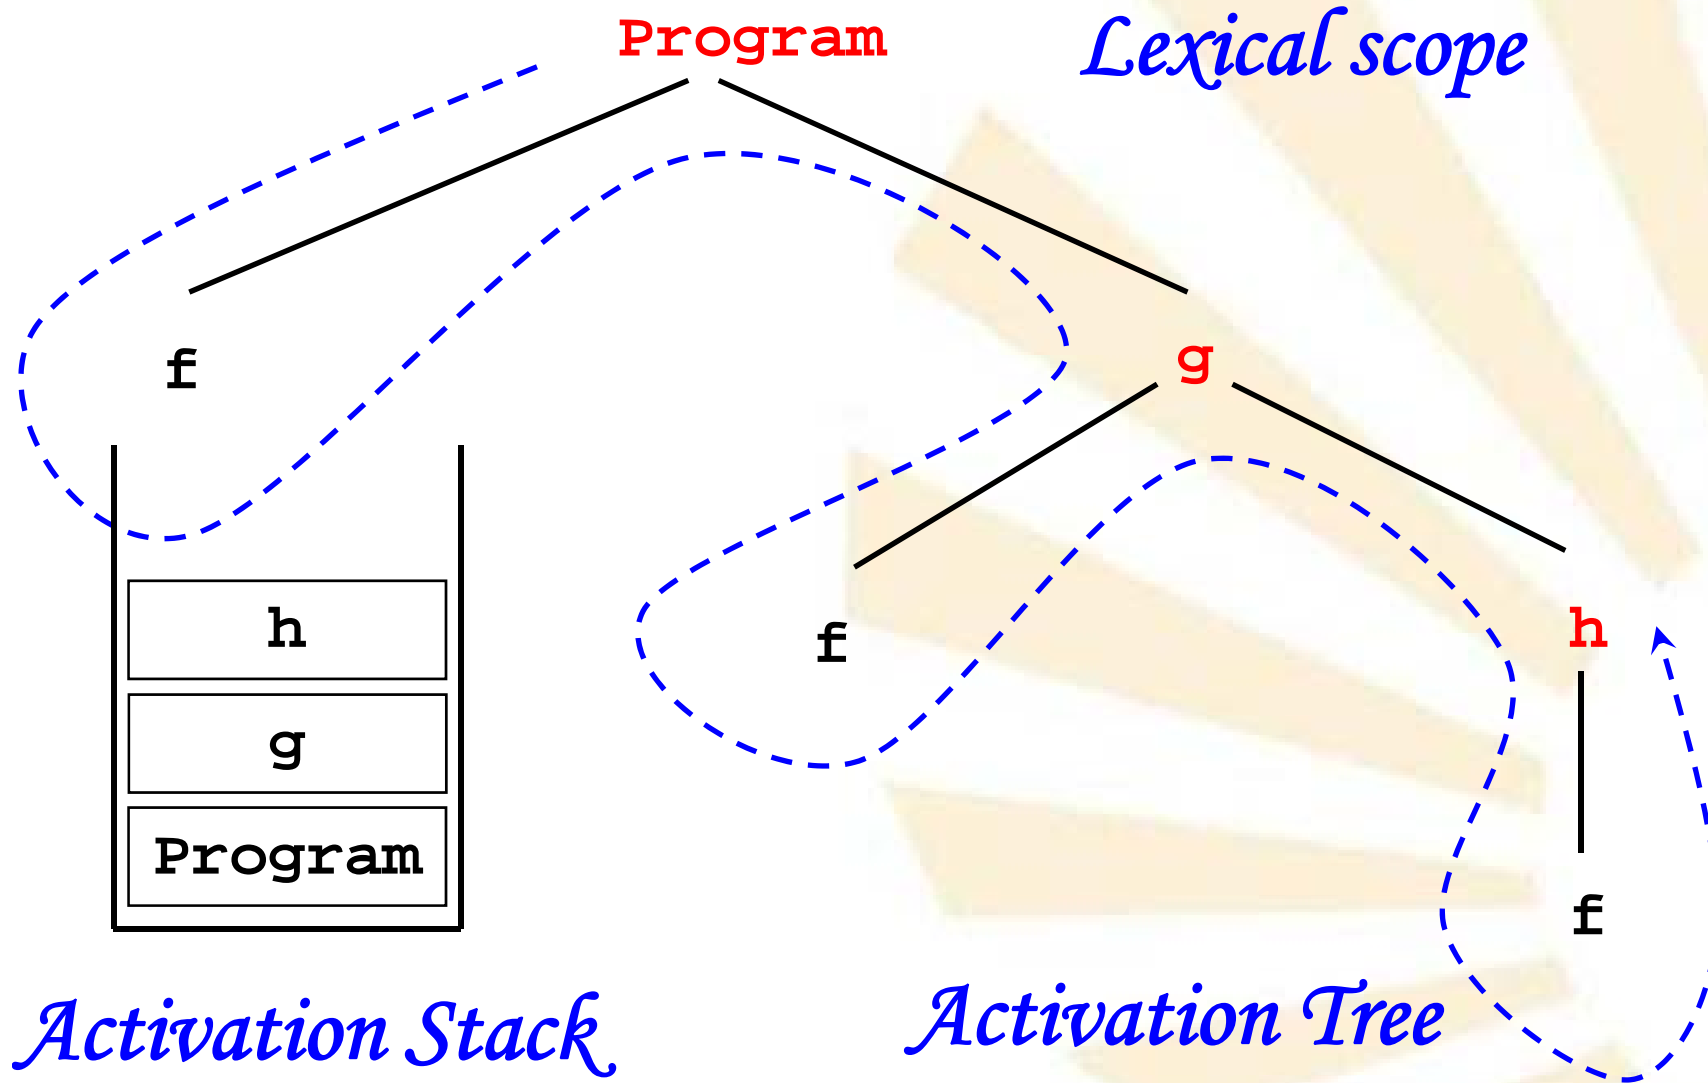 Program
Lexical scope
f
g
f
h
h
g
Program
f
Activation Stack
Activation Tree